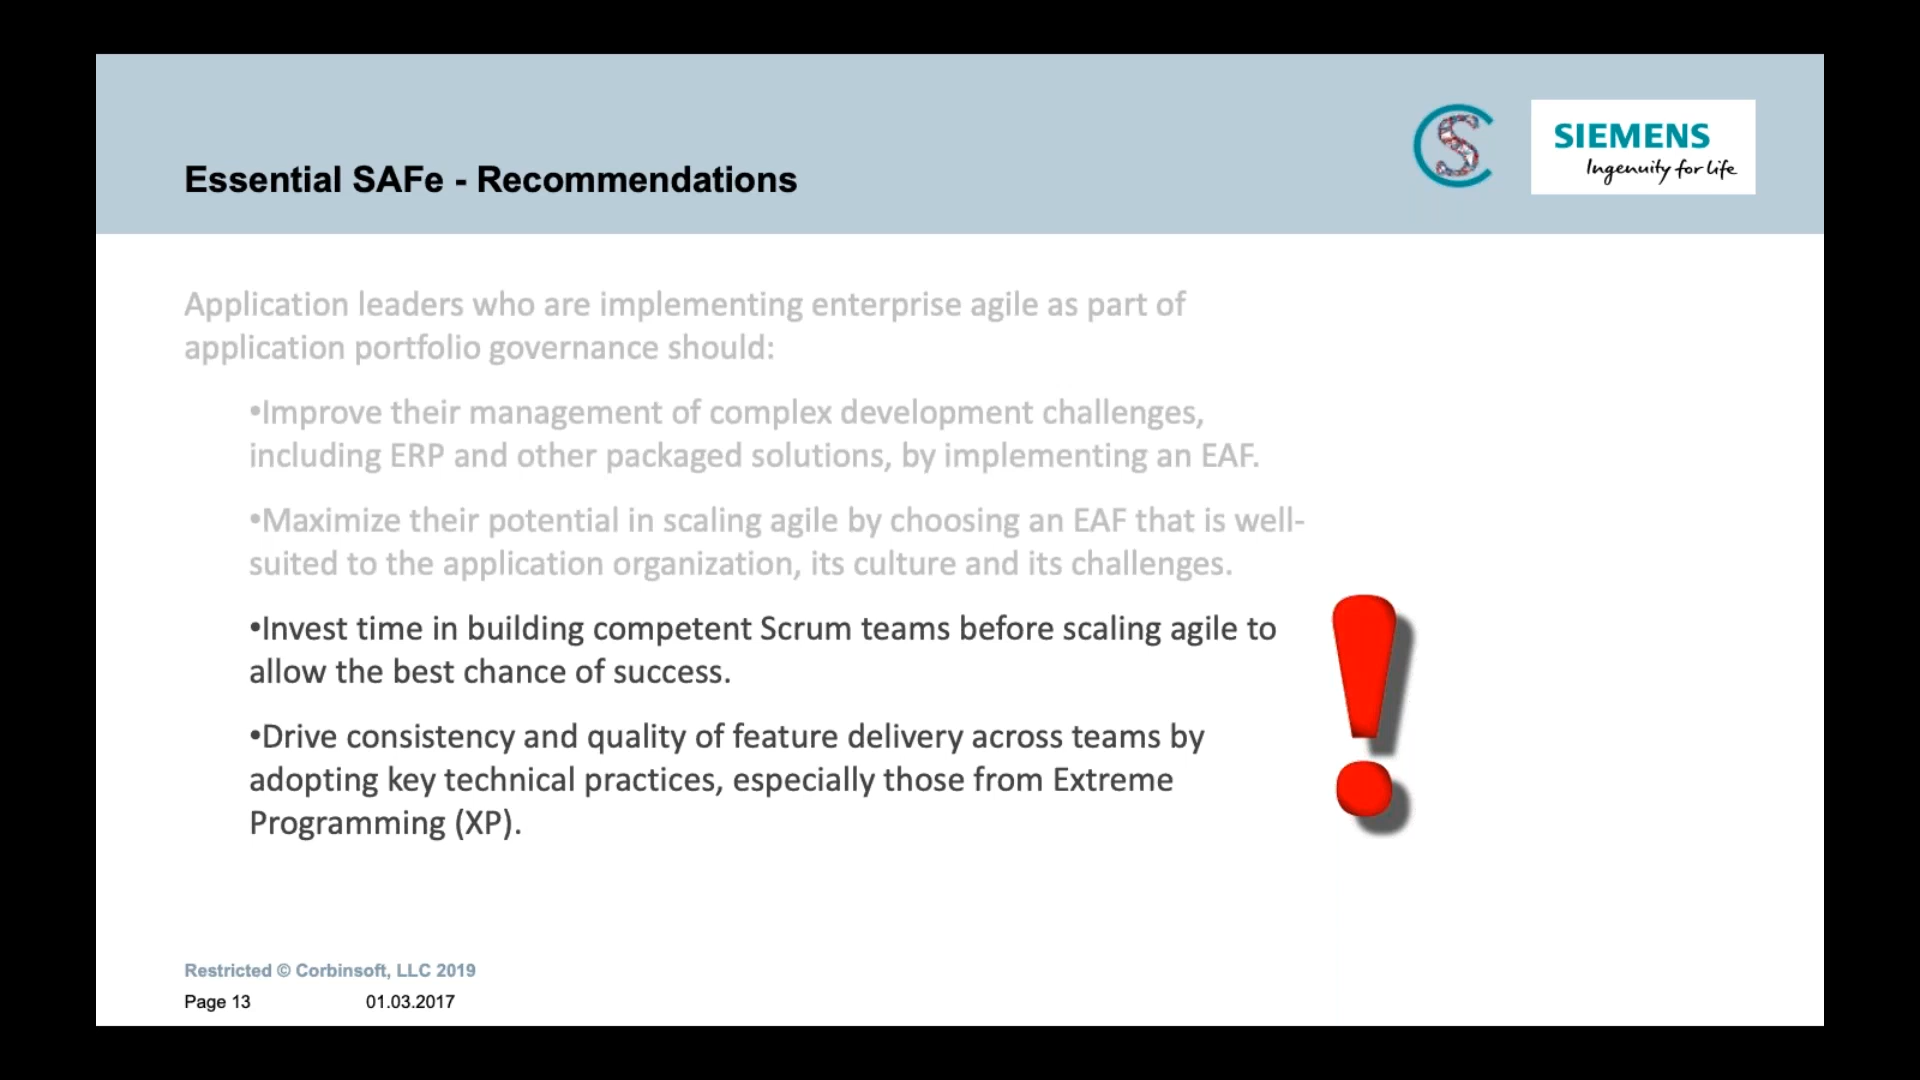 SIEMENS
Ingenuity for life
Essential SAFe - Recommendations
Application leaders who are implementing enterprise agile as part of
application portfolio governance should:
•Improve their management of complex development challenges,
including ERP and other packaged solutions, by implementing an EAF.
•Maximize their potential in scaling agile by choosing an EAF that is well-
suited to the application organization, its culture and its challenges.
•Invest time in building competent Scrum teams before scaling agile to
allow the best chance of success.
•Drive consistency and quality of feature delivery across teams by
adopting key technical practices, especially those from Extreme
Programming (XP).
!
Restricted © Corbinsoft, LLC 2019
Page 13 01.03.2017